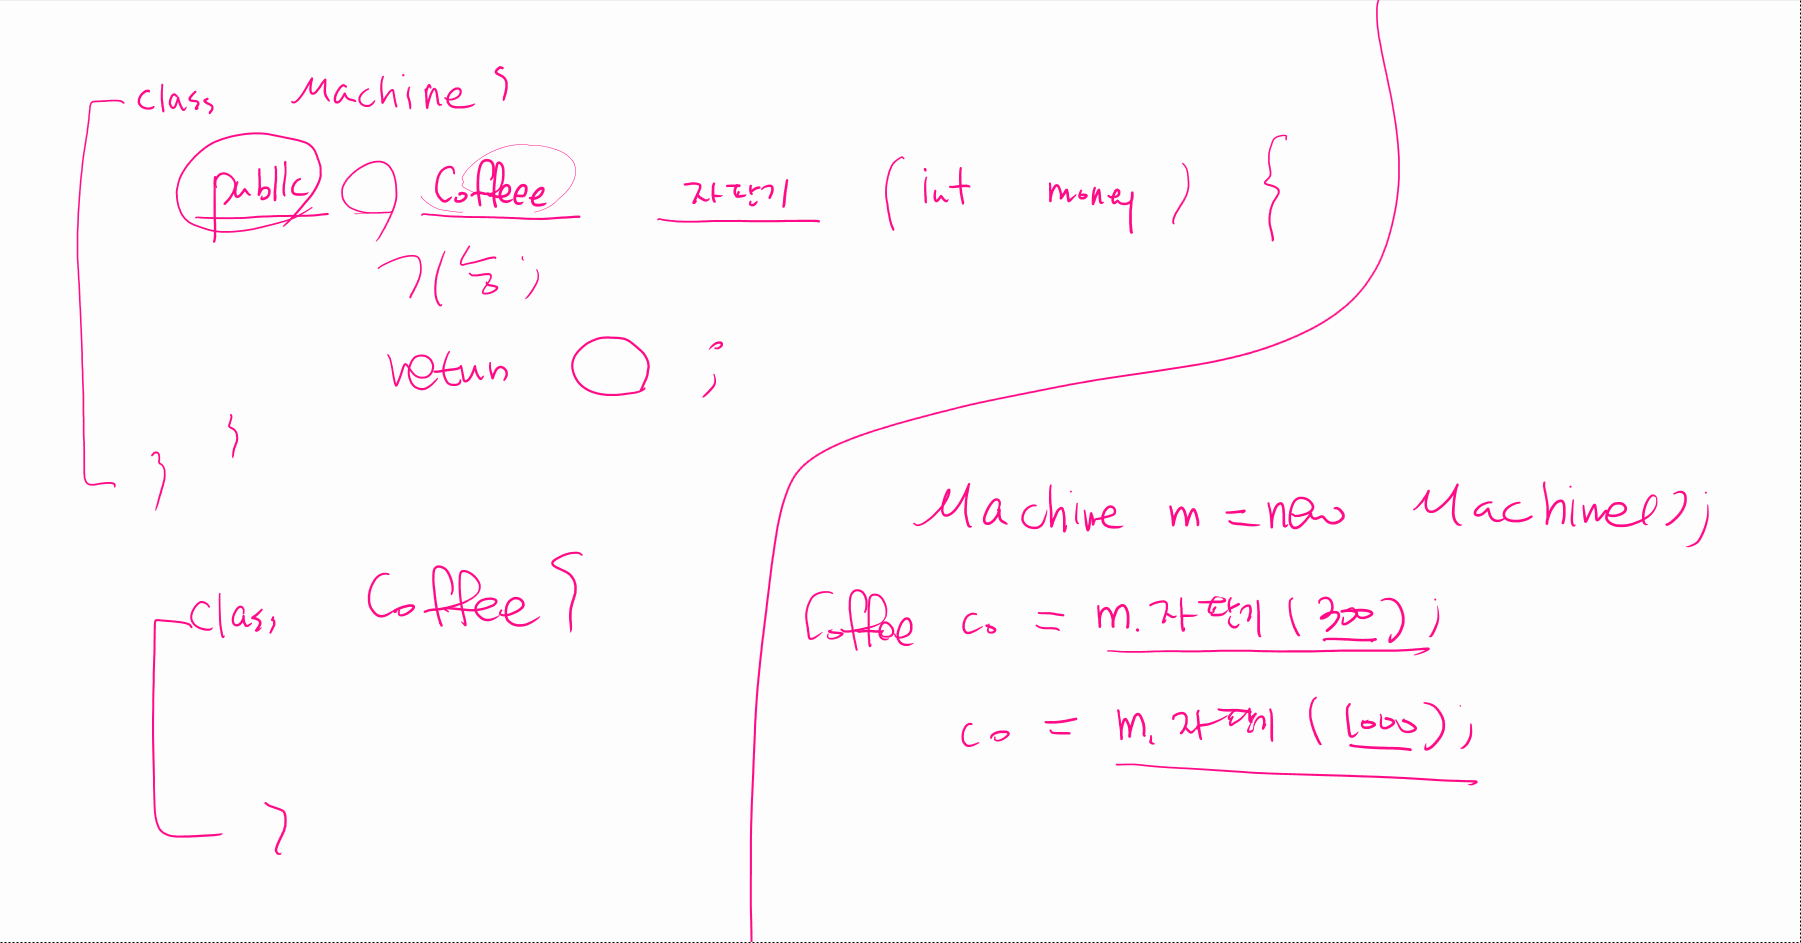 class Machine {
public Coffeee 자판기 (int money) {
기능;
return ;
}
}
class Coffee {
}
Machine m = new Machine();
Coffee co = m.자판기 (300);
co = m.자판기 (1000);